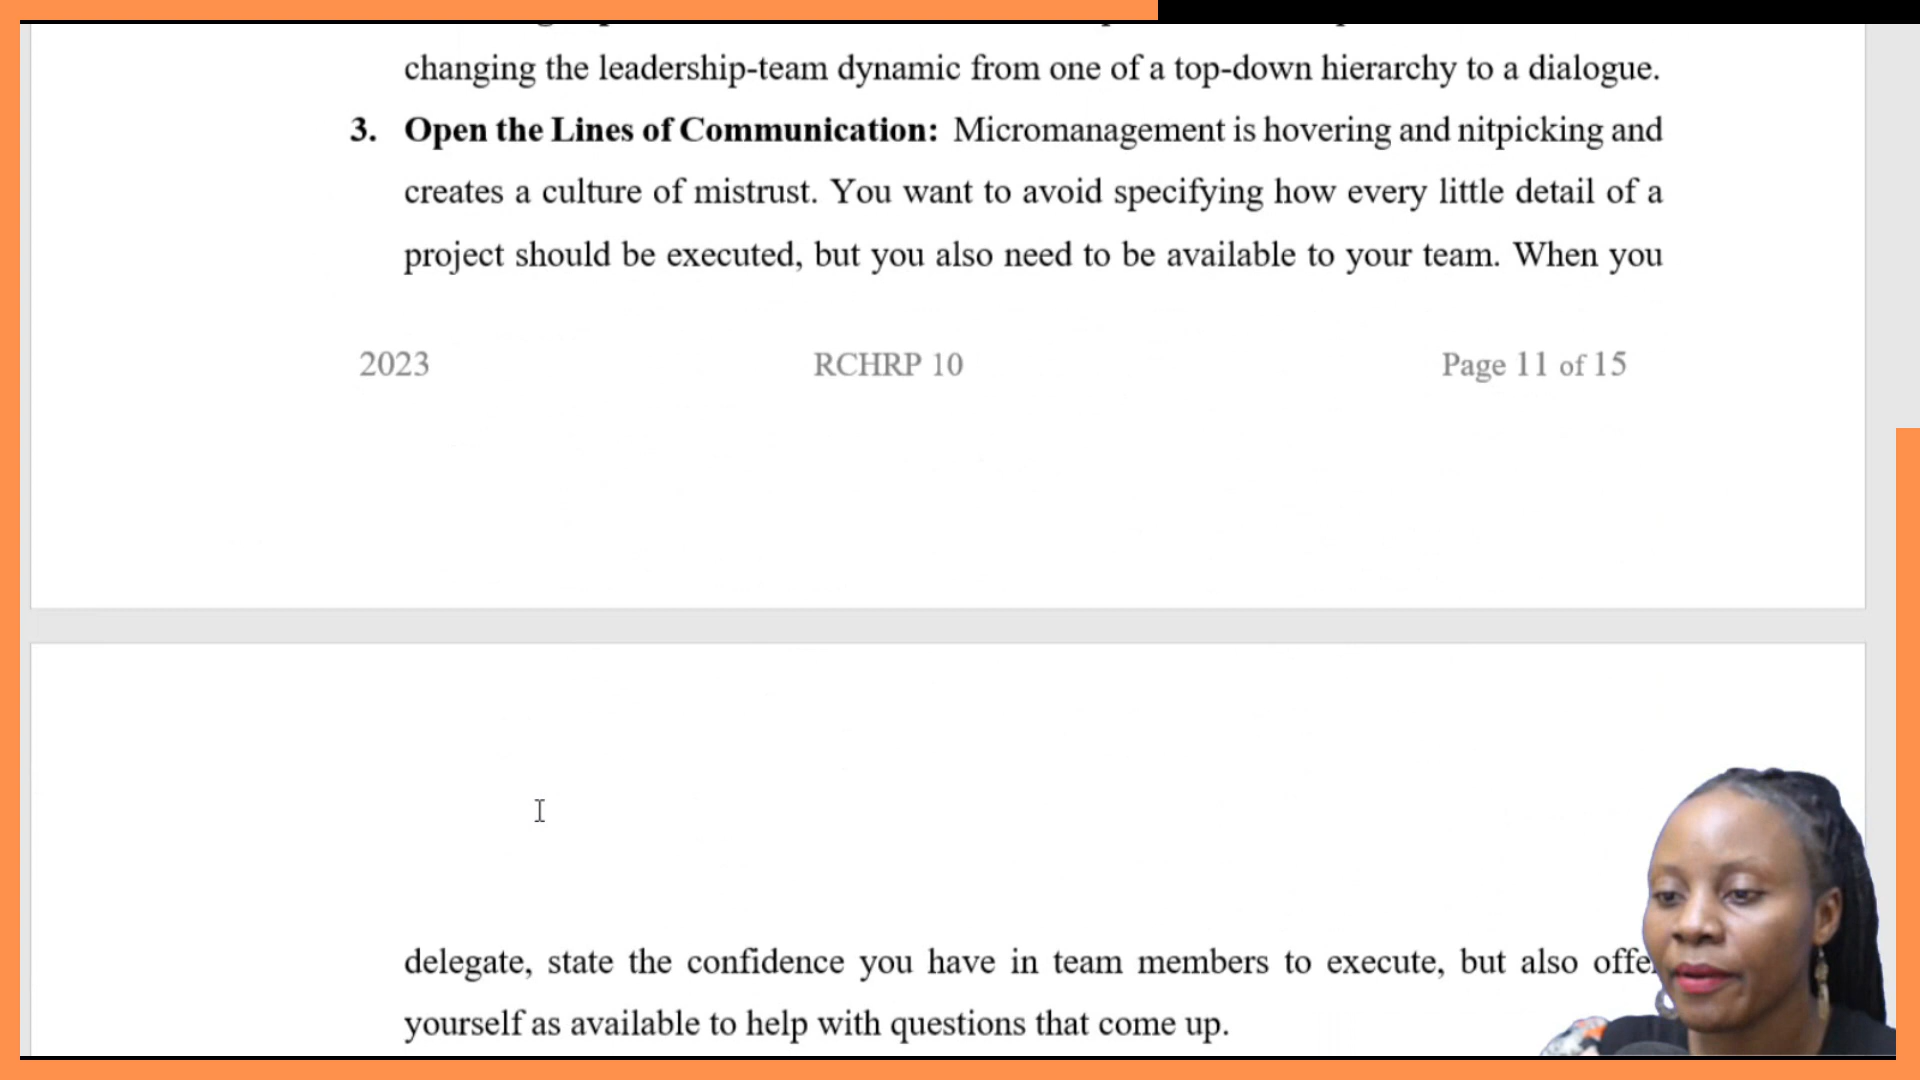 changing the leadership-team dynamic from one of a top-down hierarchy to a dialogue.
3. Open the Lines of Communication: Micromanagement is hovering and nitpicking and
creates a culture of mistrust. You want to avoid specifying how every little detail of a
project should be executed, but you also need to be available to your team. When you
2023 RCHRP 10 Page 11 of 15
delegate, state the confidence you have in team members to execute, but also
yourself as available to help with questions that come up.